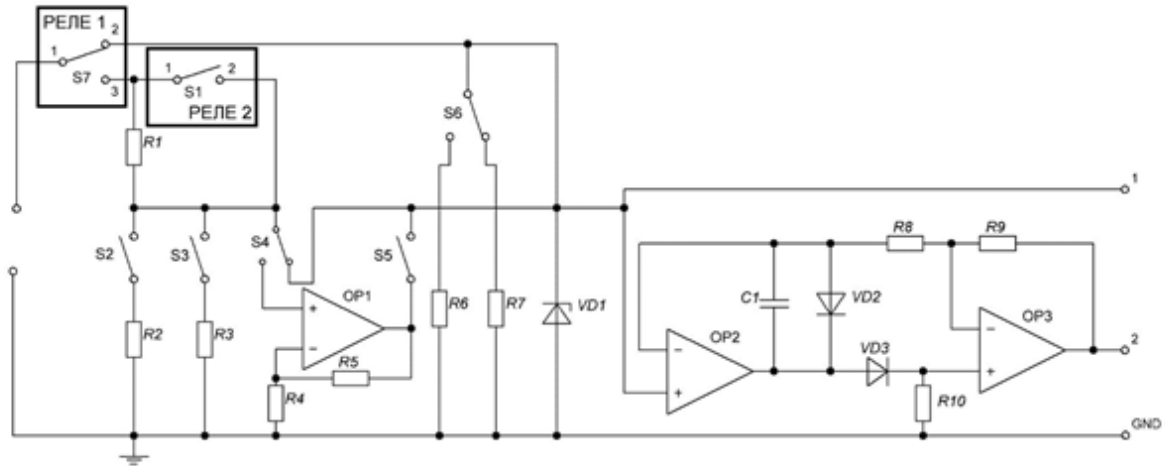 РЕЛЕ 1
2
1
S7
3
1
2
S1
РЕЛЕ 2
S6
R1
1
R8
R9
S2
S3
S4
S5
OP1
+
−
R6
R7
VD1
C1
VD2
OP3
OP2
−
+
VD3
−
+
2
R2
R3
R5
R4
R10
GND